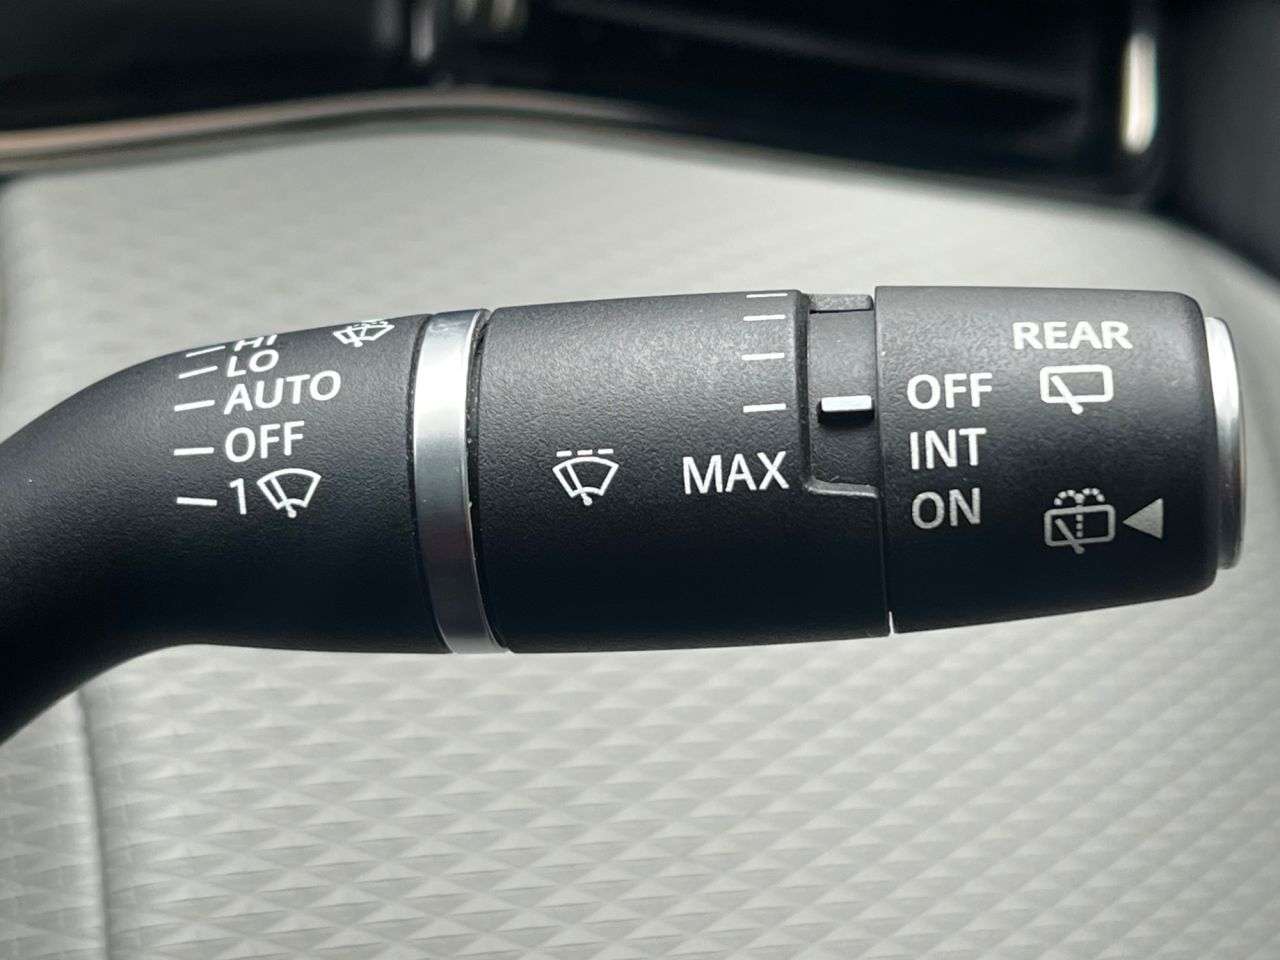 HI
LO
AUTO
OFF
1
MAX
REAR
OFF
INT
ON